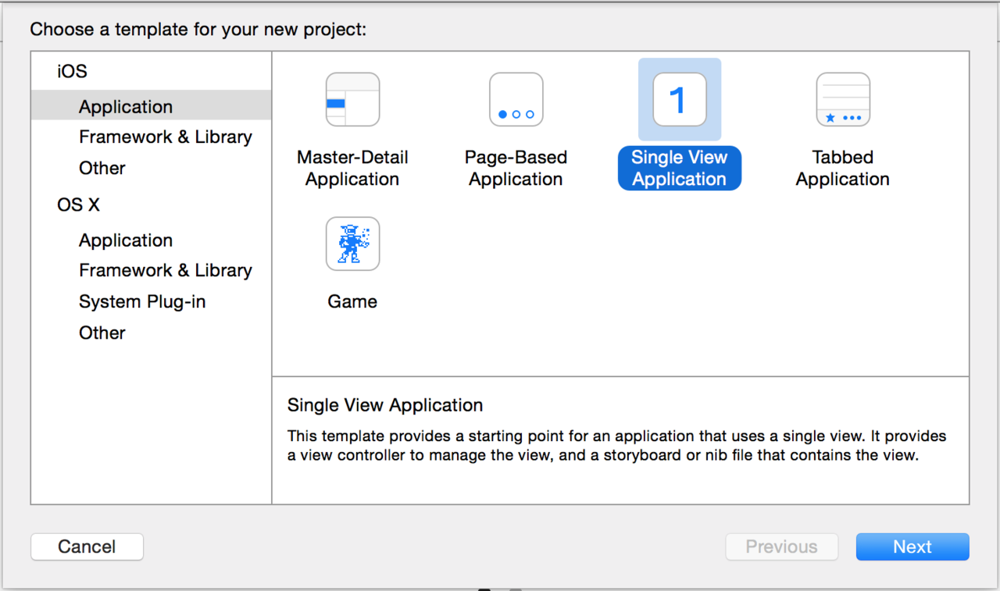 Choose a template for your new project:
iOS
Application
Framework & Library
Other
OS X
Application
Framework & Library
System Plug-in
Other
Master-Detail
Application
Page-Based
Application
1
Single View
Application
Tabbed
Application
Game
Single View Application
This template provides a starting point for an application that uses a single view. It provides
a view controller to manage the view, and a storyboard or nib file that contains the view.
Cancel
Previous
Next